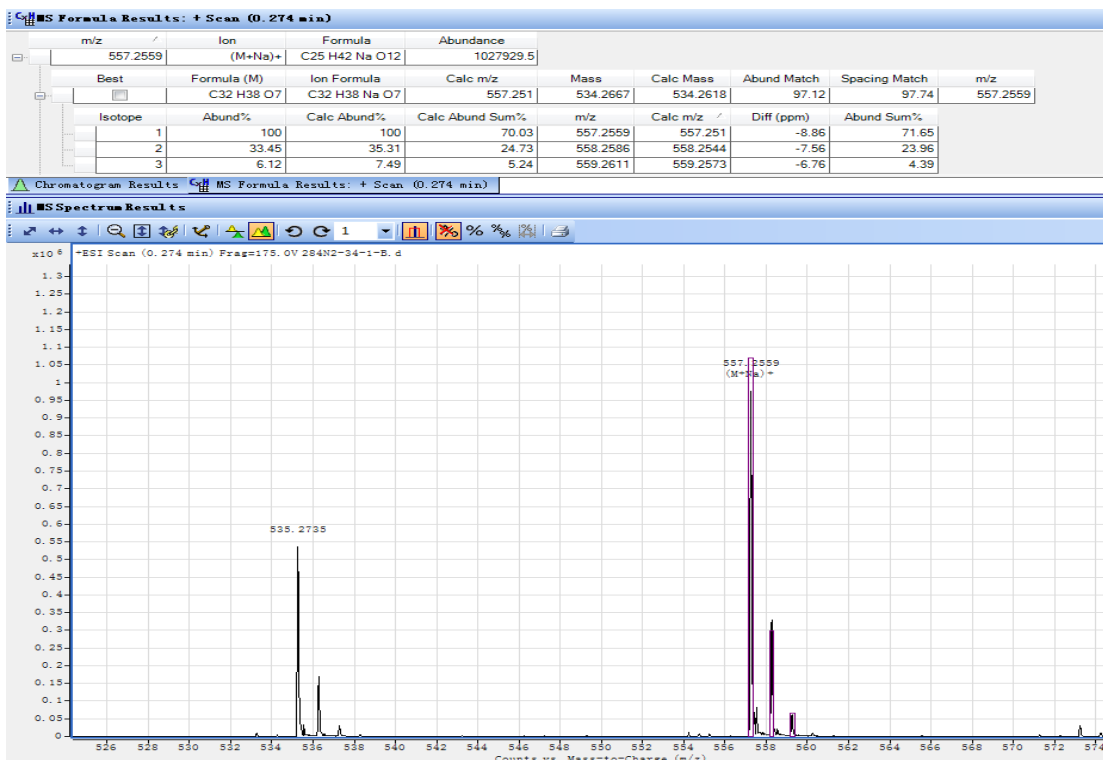 MS Formula Results: + Scan (0.274 min)
m/z Ion Formula Abundance
557.2559 (M+Na)+ C25 H42 Na O12 1027929.5
Best Formula (M) Ion Formula Calc m/z Mass Calc Mass Abund Match Spacing Match m/z
C32 H38 O7 C32 H38 Na O7 557.251 534.2667 534.2618 97.12 97.74 557.2559
Isotope Abund% Calc Abund% Calc Abund Sum% m/z Calc m/z Diff (ppm) Abund Sum%
1 100 100 70.03 557.2559 557.251 -8.86 71.65
2 33.45 35.31 24.73 558.2586 558.2544 -7.56 23.96
3 6.12 7.49 5.24 559.2611 559.2573 -6.76 4.39
Chromatogram Results MS Formula Results: + Scan (0.274 min)
MS Spectrum Results
1
x10 6 +ESI Scan (0.274 min) Frag=175.0V 284N2-34-1-B.d
1.3
1.25
1.2
1.15
1.1
1.05
1
0.95
0.9
0.85
0.8
0.75
0.7
0.65
0.6
0.55
0.5
0.45
0.4
0.35
0.3
0.25
0.2
0.15
0.1
0.05
0
557.2559
(M+Na)+
535.2735
526 528 530 532 534 536 538 540 542 544 546 548 550 552 554 556 558 560 562 564 566 568 570 572 574
Counts vs. Mass-to-Charge (m/z)